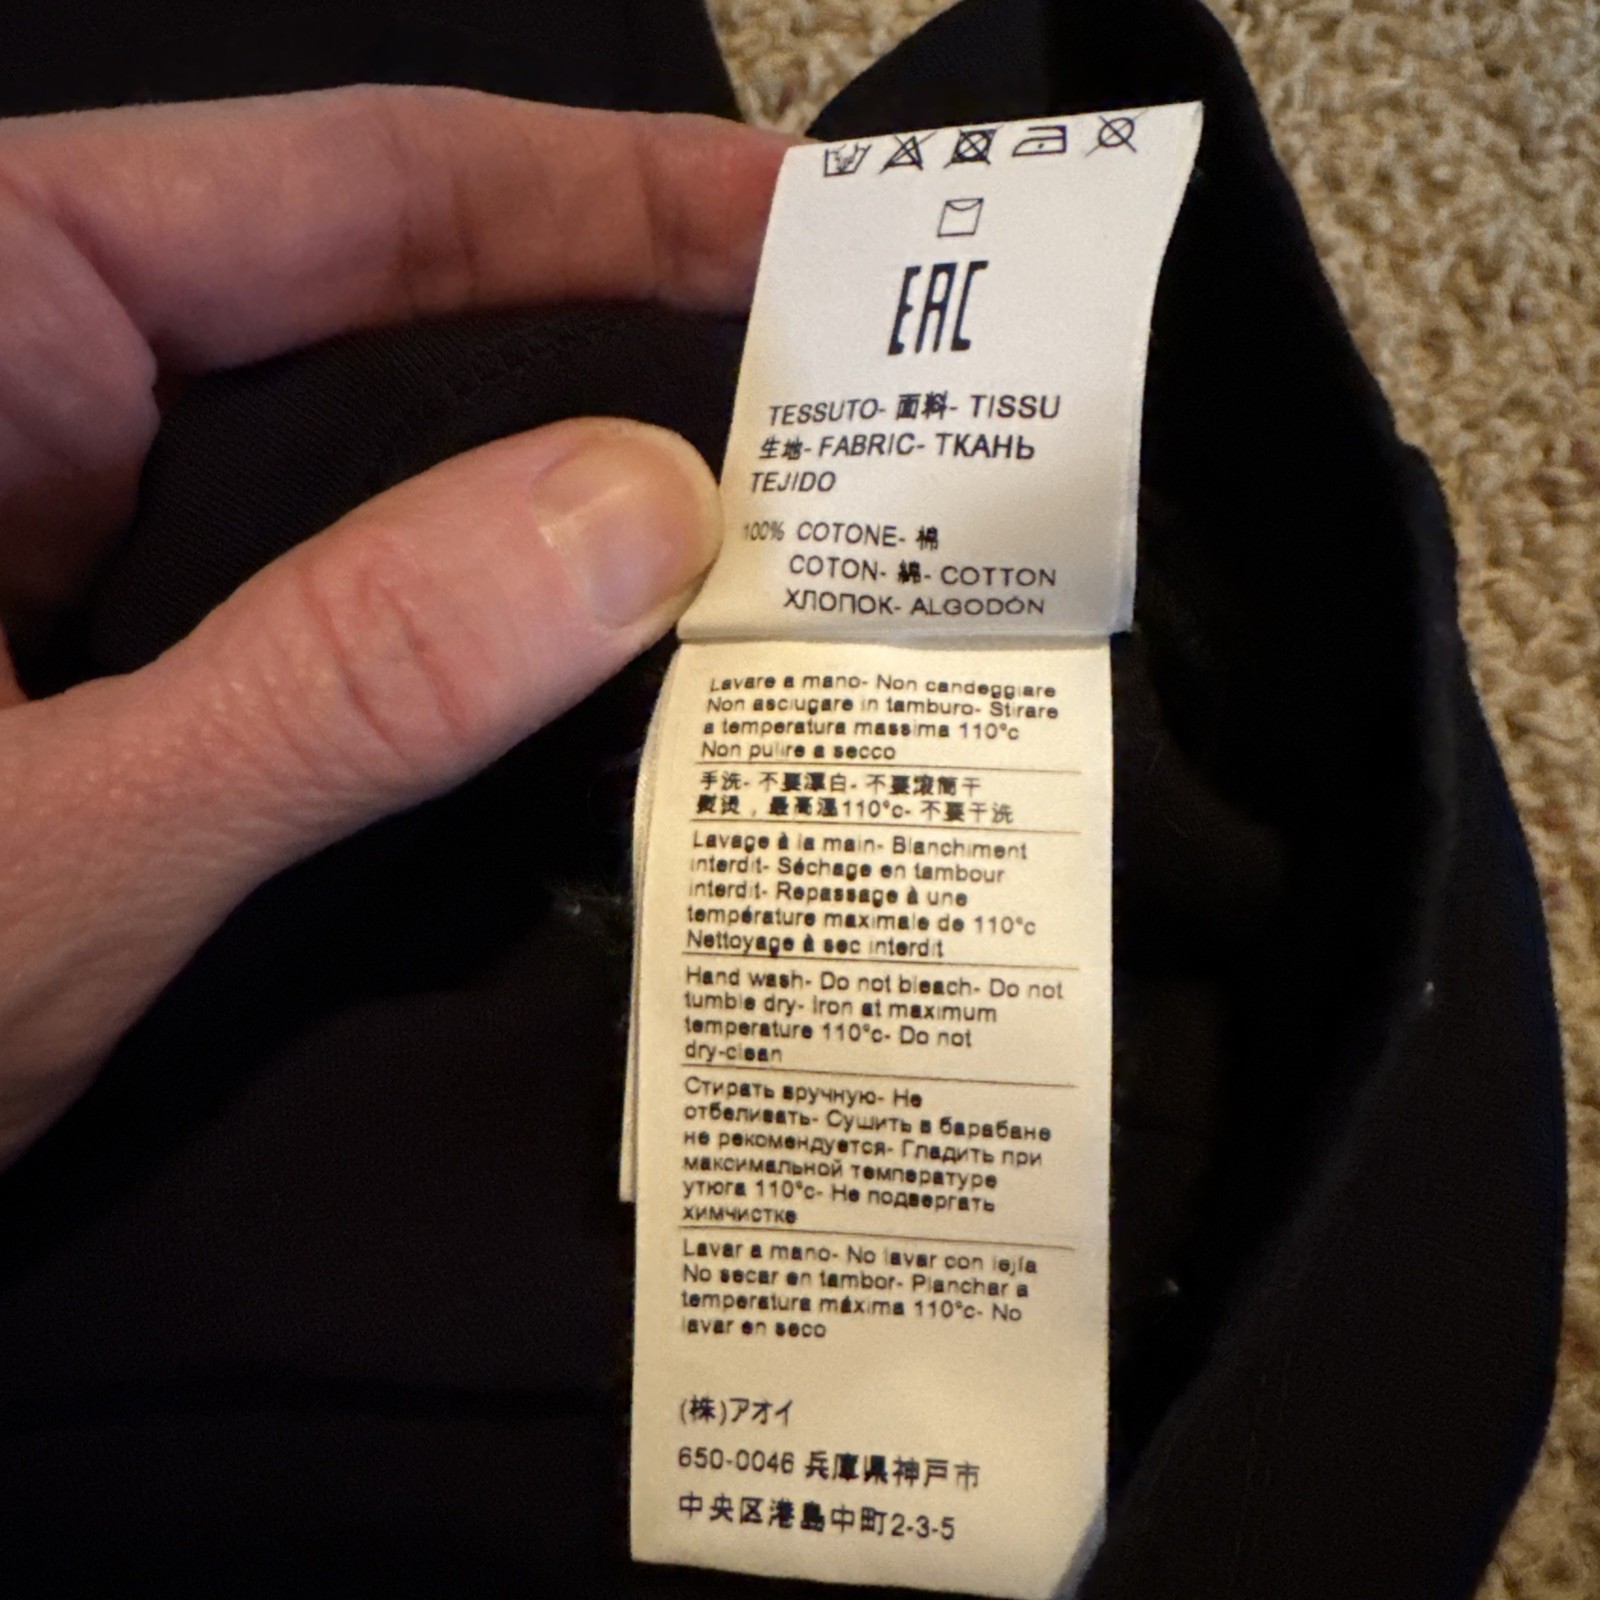 EAC
TESSUTO- 面料- TISSU
生地- FABRIC- ТКАНЬ
TEJIDO
100% COTONE- 棉
COTON- 綿- COTTON
ХЛОПОК- ALGODÓN
Lavare a mano- Non candeggiare
Non asciugare in tamburo- Stirare
a temperatura massima 110°c
Non pulire a secco
手洗- 不要漂白- 不要滚筒干
熨烫，最高温110°c- 不要干洗
Lavage à la main- Blanchiment
interdit- Séchage en tambour
interdit- Repassage à une
température maximale de 110°c
Nettoyage à sec interdit
Hand wash- Do not bleach- Do not
tumble dry- Iron at maximum
temperature 110°c- Do not
dry-clean
Стирать вручную- Не
отбеливать- Сушить в барабане
не рекомендуется- Гладить при
максимальной температуре
утюга 110°c- Не подвергать
химчистке
Lavar a mano- No lavar con lejía
No secar en tambor- Planchar a
temperatura máxima 110°c- No
lavar en seco
(株)アオイ
650-0046 兵庫県神戸市
中央区港島中町2-3-5